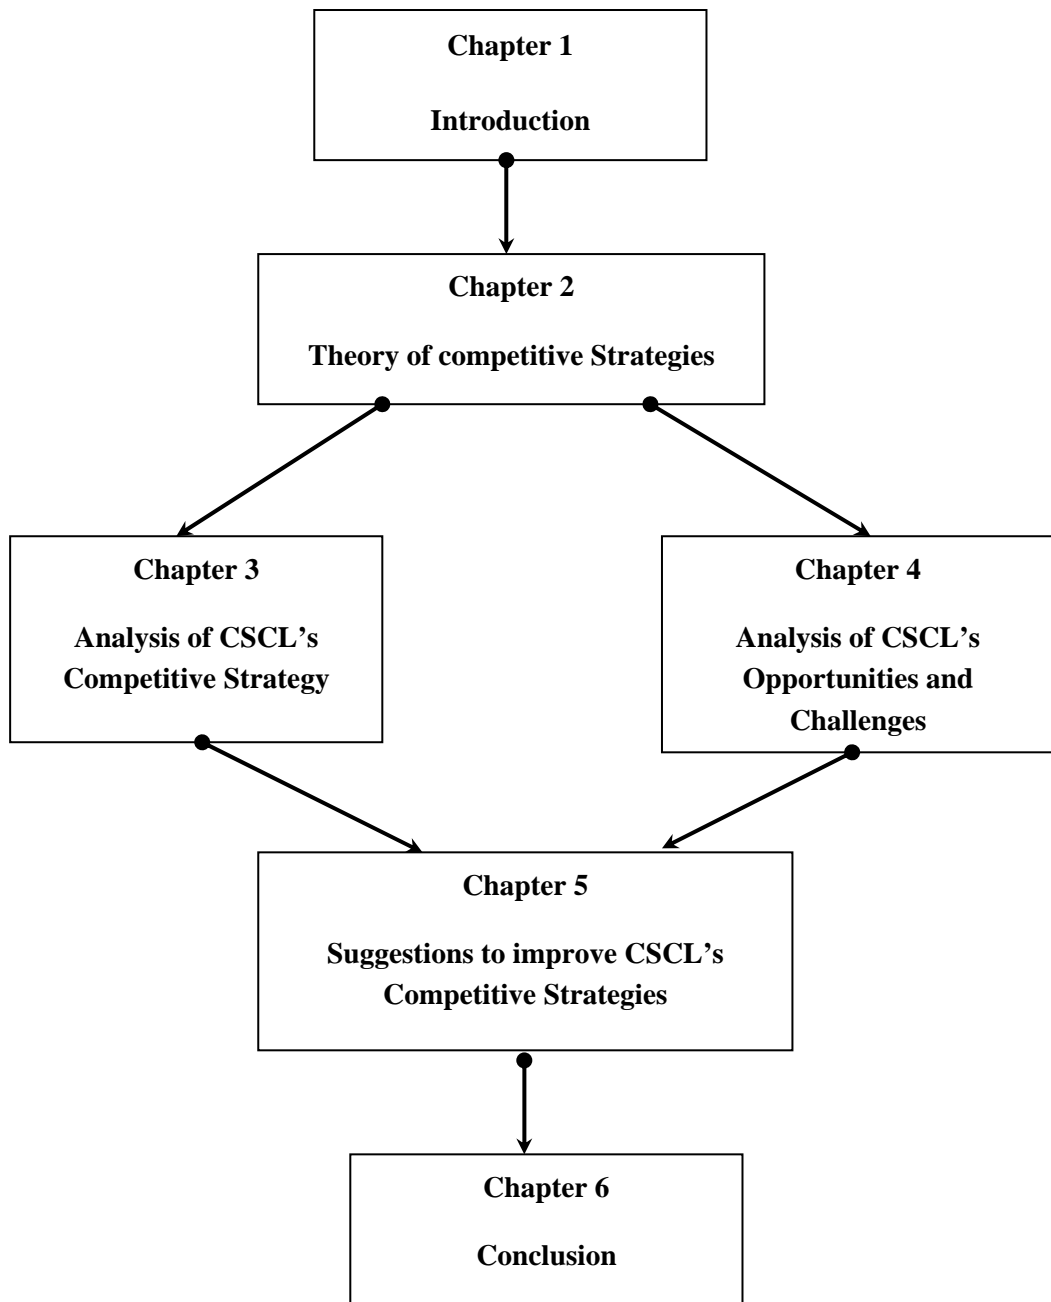 Chapter 1
Introduction
Chapter 2
Theory of competitive Strategies
Chapter 3
Analysis of CSCL’s
Competitive Strategy
Chapter 4
Analysis of CSCL’s
Opportunities and
Challenges
Chapter 5
Suggestions to improve CSCL’s
Competitive Strategies
Chapter 6
Conclusion